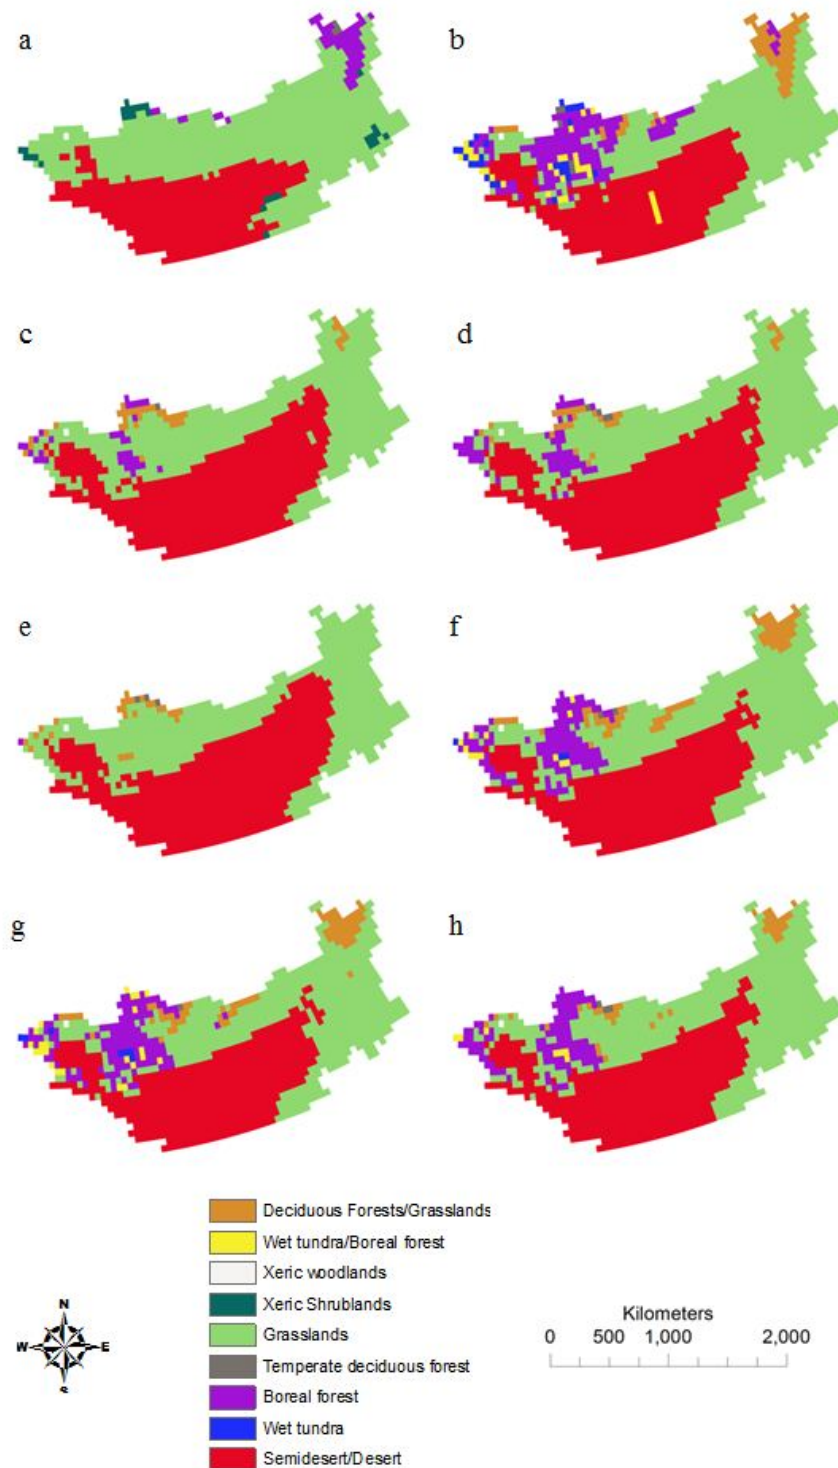 a
b
c
d
e
f
g
h
Deciduous Forests/Grasslands
Wet tundra/Boreal forest
Xeric woodlands
Xeric Shrublands
Grasslands
Temperate deciduous forest
Boreal forest
Wet tundra
Semidesert/Desert
N
W E
S
Kilometers
0 500 1,000 2,000